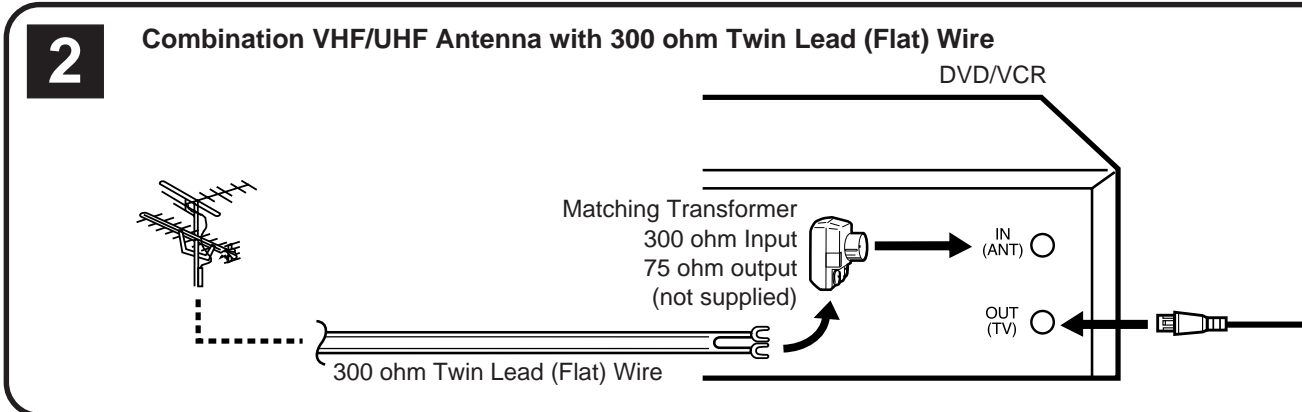 2
Combination VHF/UHF Antenna with 300 ohm Twin Lead (Flat) Wire
DVD/VCR
Matching Transformer
300 ohm Input
75 ohm output
(not supplied)
IN
(ANT)
OUT
(TV)
300 ohm Twin Lead (Flat) Wire